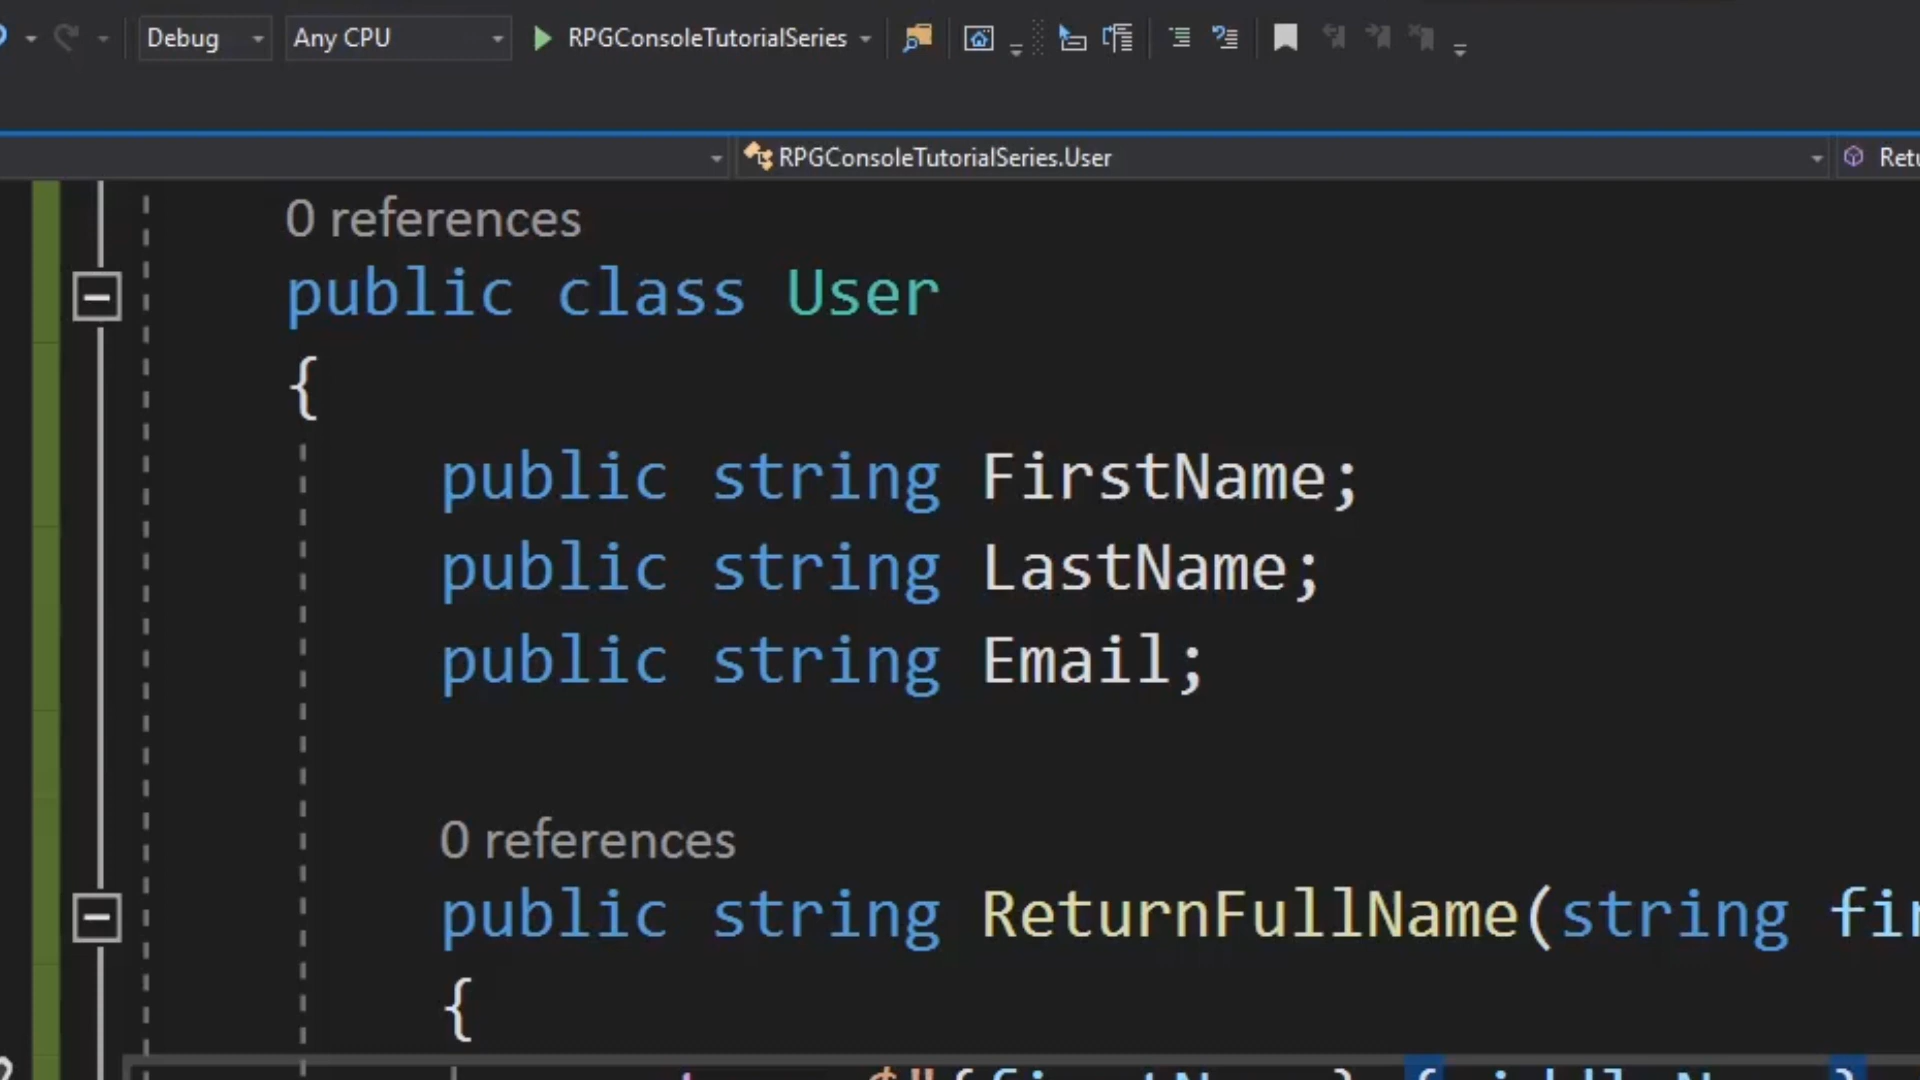 Debug Any CPU RPGConsoleTutorialSeries
RPGConsoleTutorialSeries.User
0 references
public class User
{
public string FirstName;
public string LastName;
public string Email;
0 references
public string ReturnFullName(string
{